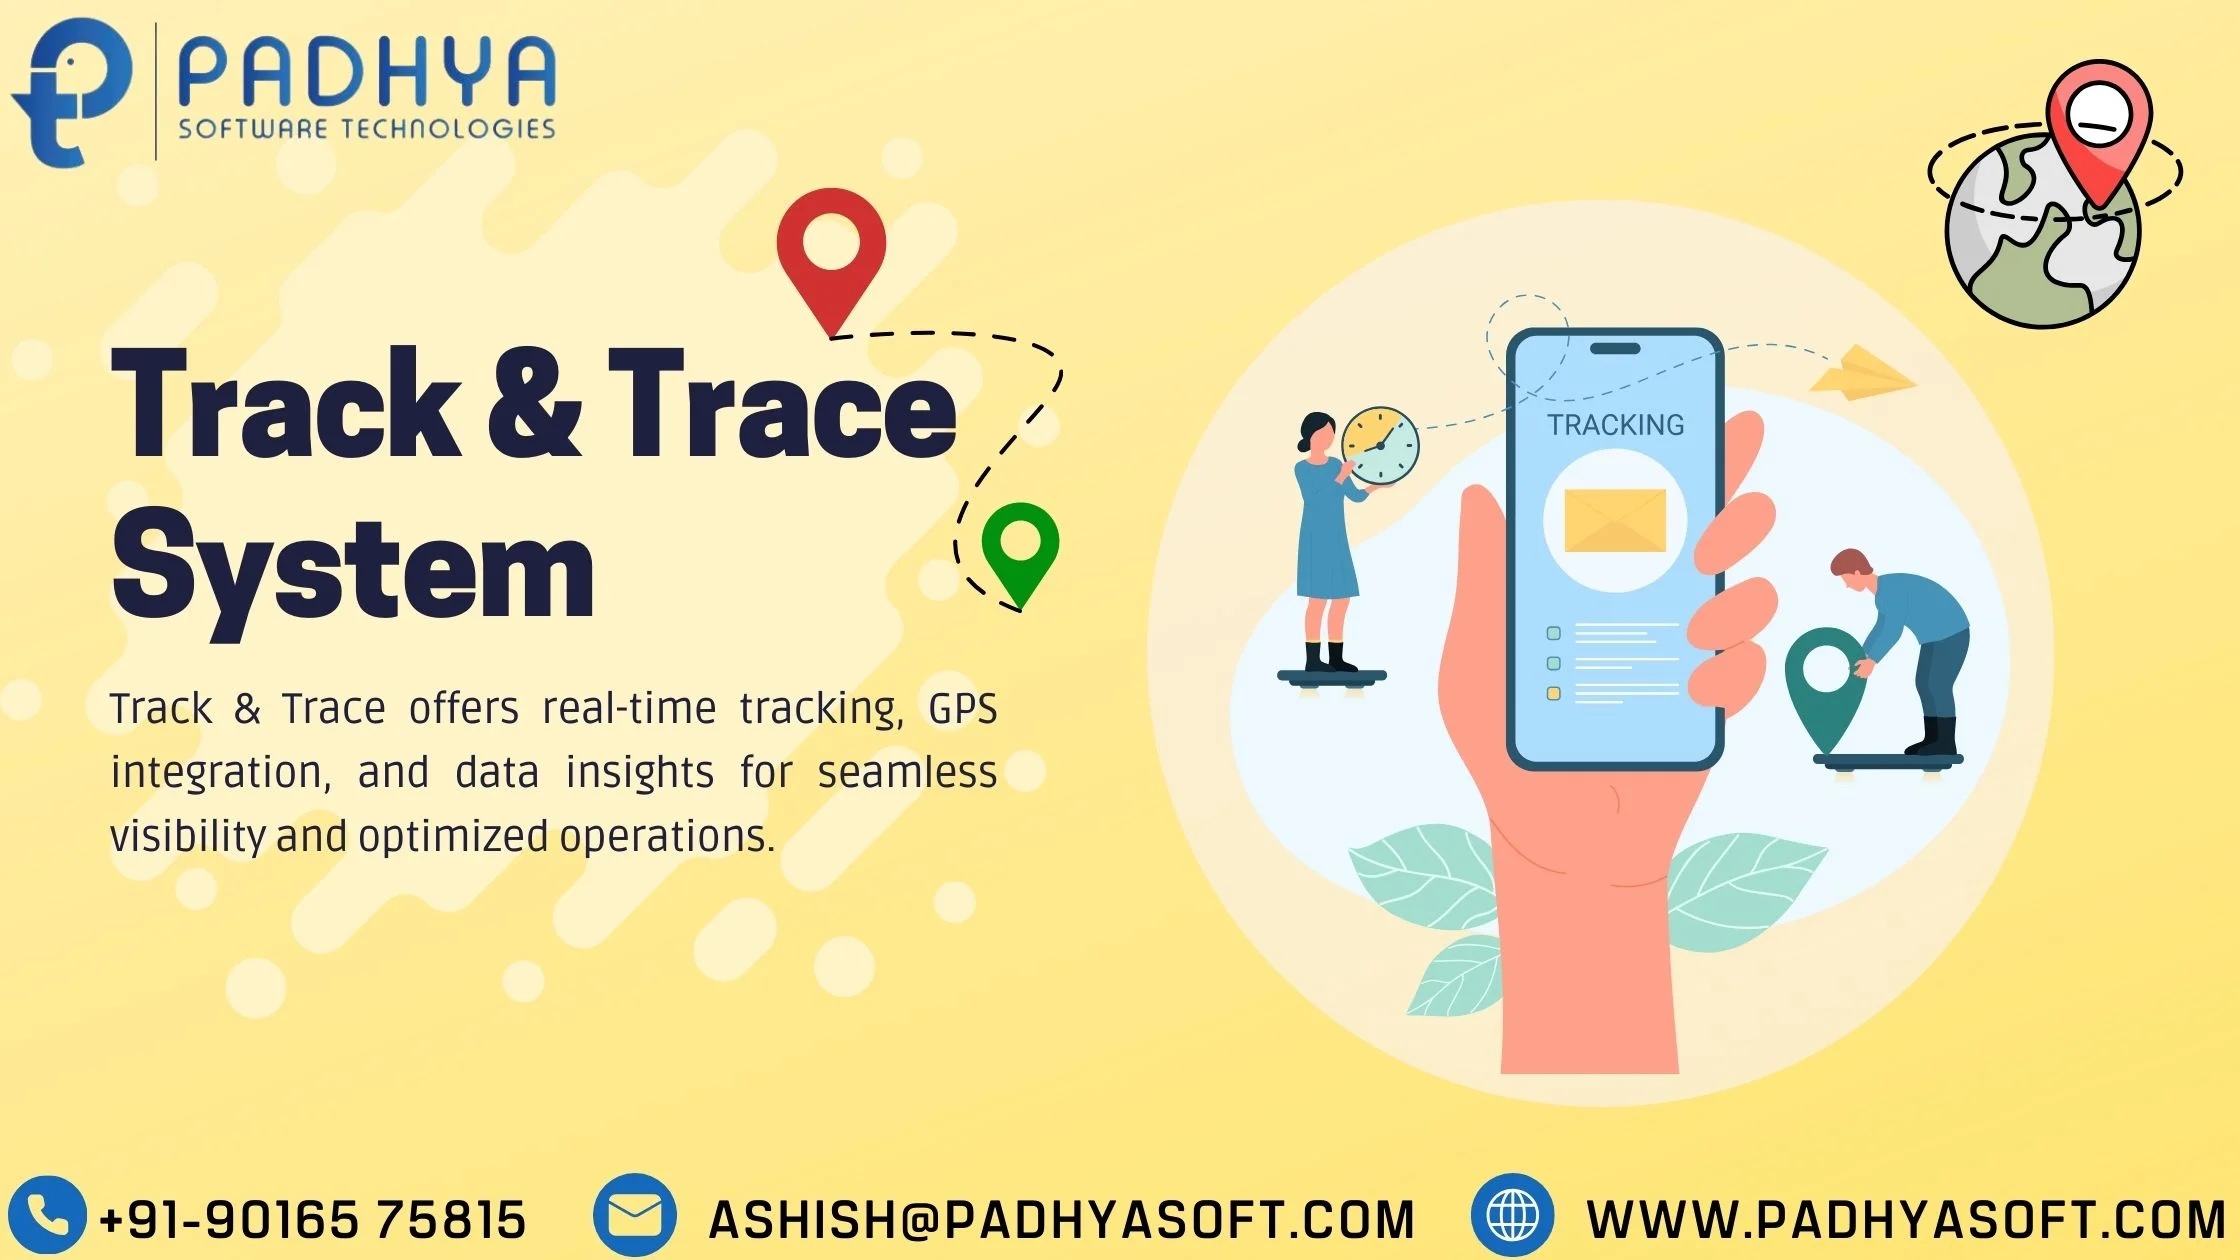 PADHYA
SOFTWARE TECHNOLOGIES
Track & Trace
System
Track & Trace offers real-time tracking, GPS
integration, and data insights for seamless
visibility and optimized operations.
TRACKING
+91-90165 75815
ASHISH@PADHYASOFT.COM
WWW.PADHYASOFT.COM